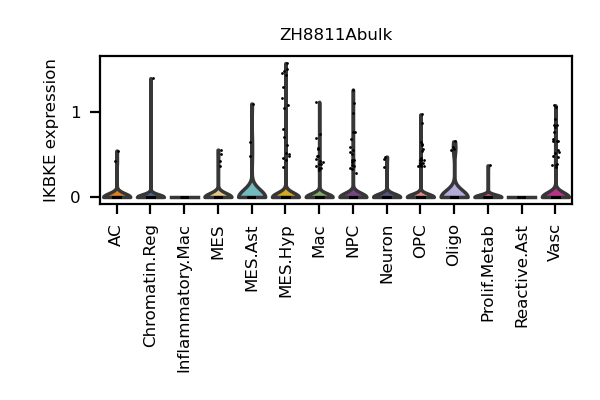 ZH8811Abulk
IKBKE expression
1
0
AC
Chromatin.Reg
Inflammatory.Mac
MES
MES.Ast
MES.Hyp
Mac
NPC
Neuron
OPC
Oligo
Prolif.Metab
Reactive.Ast
Vasc